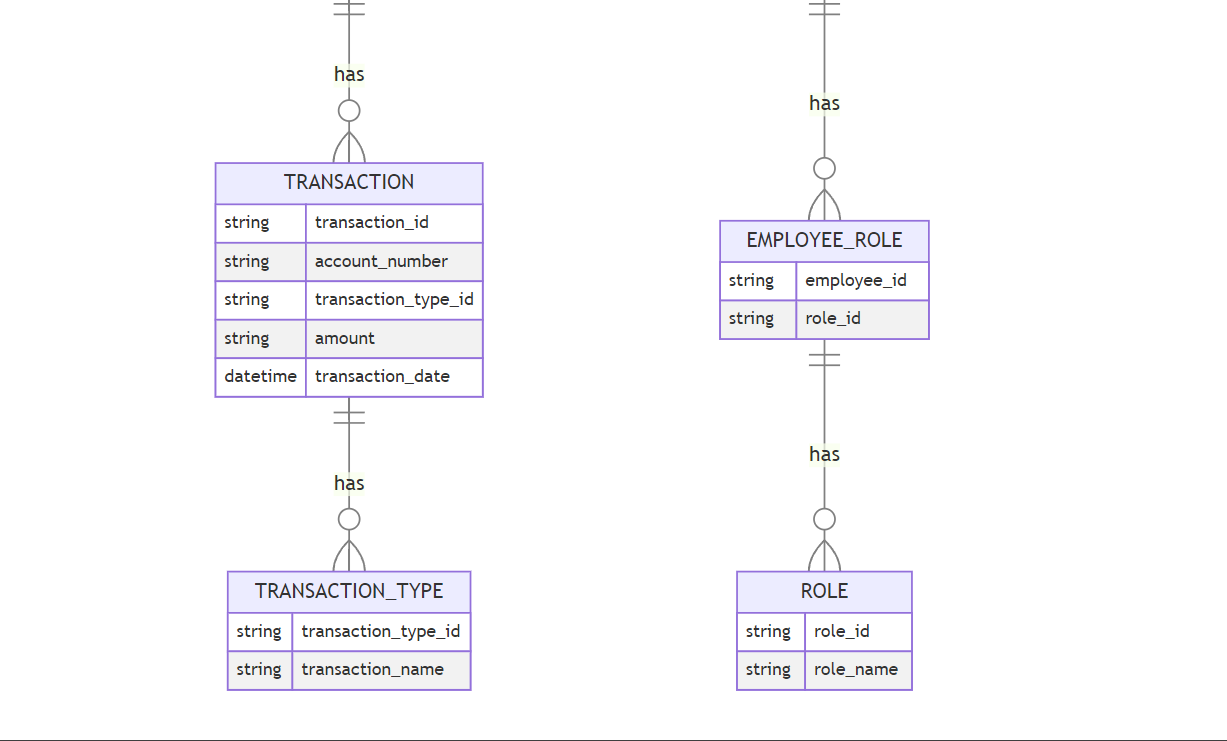 has
TRANSACTION
string transaction_id
string account_number
string transaction_type_id
string amount
datetime transaction_date
has
TRANSACTION_TYPE
string transaction_type_id
string transaction_name
has
EMPLOYEE_ROLE
string employee_id
string role_id
has
ROLE
string role_id
string role_name